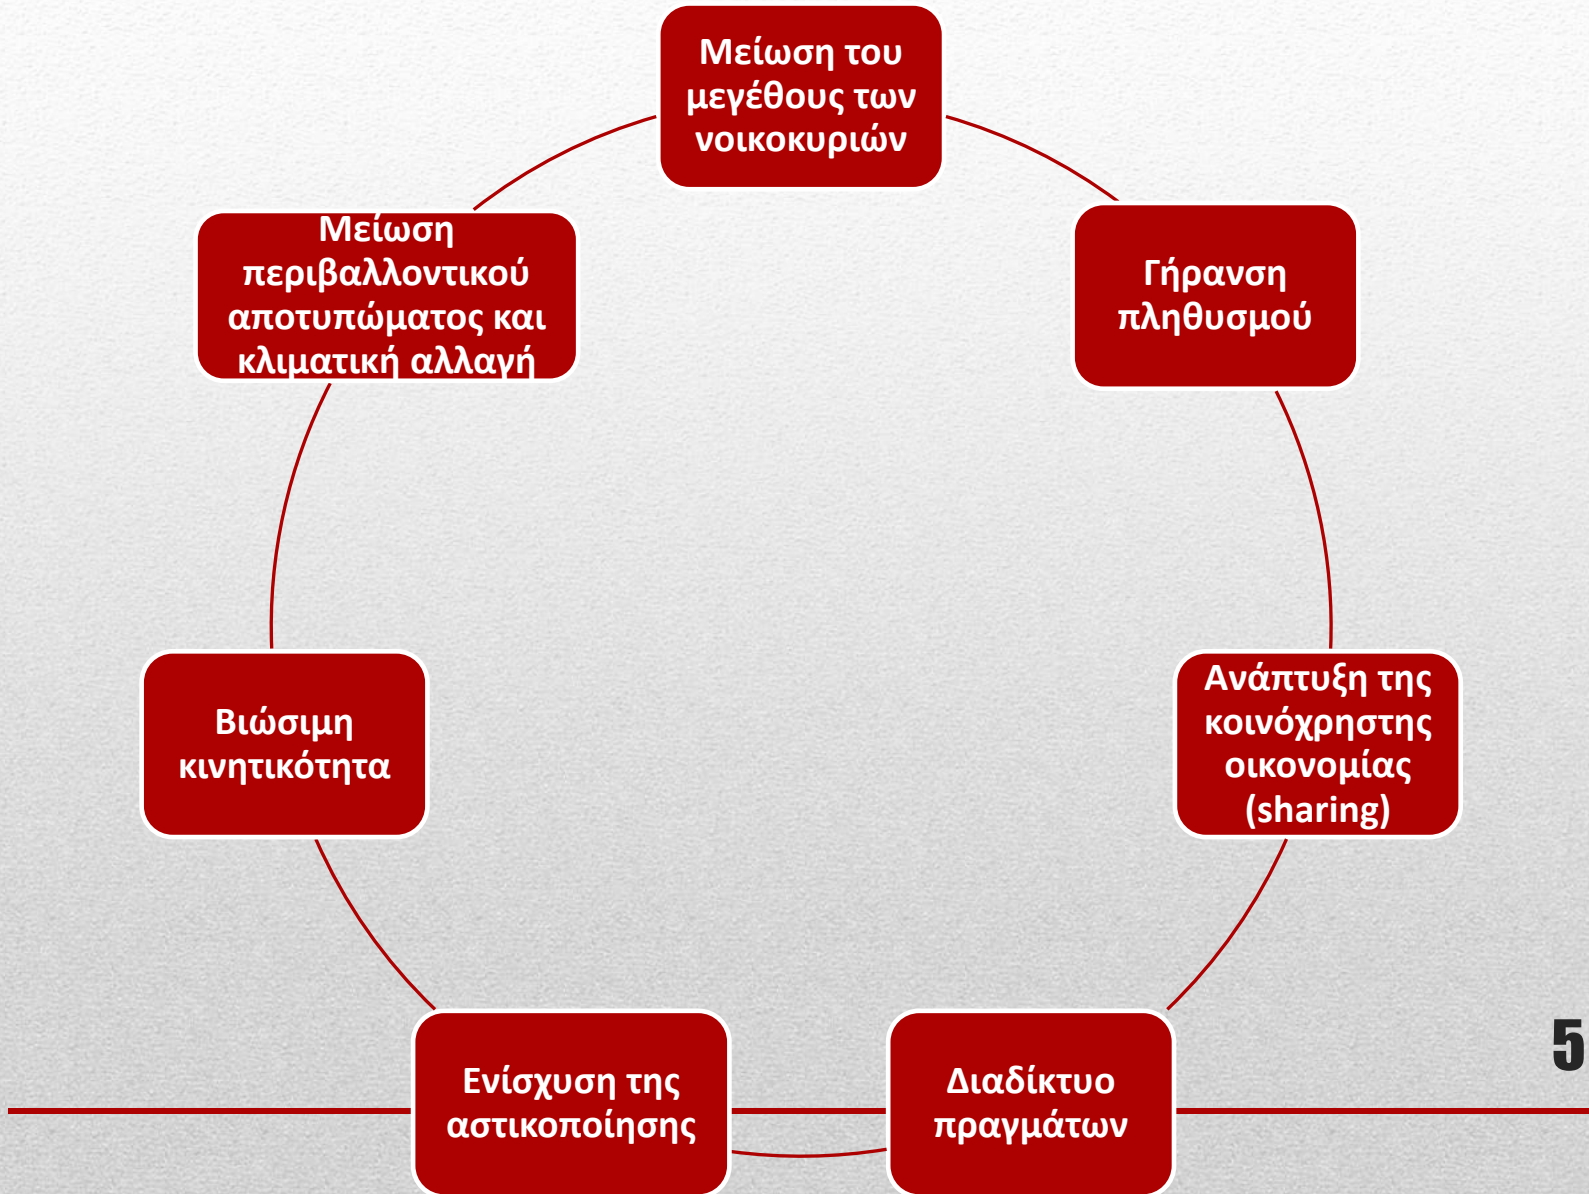 Μείωση του
μεγέθους των
νοικοκυριών
Γήρανση
πληθυσμού
Ανάπτυξη της
κοινόχρηστης
οικονομίας
(sharing)
Διαδίκτυο
πραγμάτων
Ενίσχυση της
αστικοποίησης
Βιώσιμη
κινητικότητα
Μείωση
περιβαλλοντικού
αποτυπώματος και
κλιματική αλλαγή
5